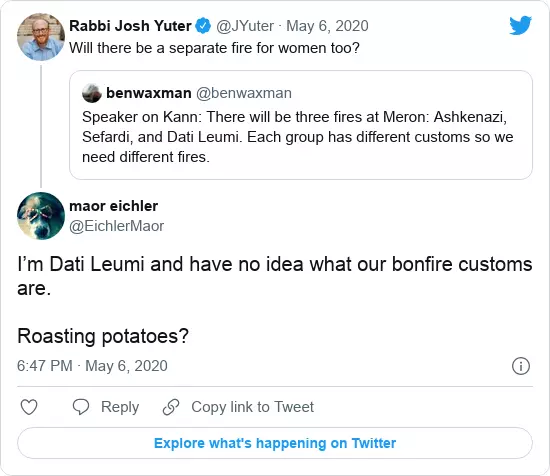 Rabbi Josh Yuter @JYuter · May 6, 2020
Will there be a separate fire for women too?
benwaxman @benwaxman
Speaker on Kann: There will be three fires at Meron: Ashkenazi,
Sefardi, and Dati Leumi. Each group has different customs so we
need different fires.
maor eichler
@EichlerMaor
I’m Dati Leumi and have no idea what our bonfire customs
are.
Roasting potatoes?
6:47 PM · May 6, 2020
Reply
Copy link to Tweet
Explore what's happening on Twitter